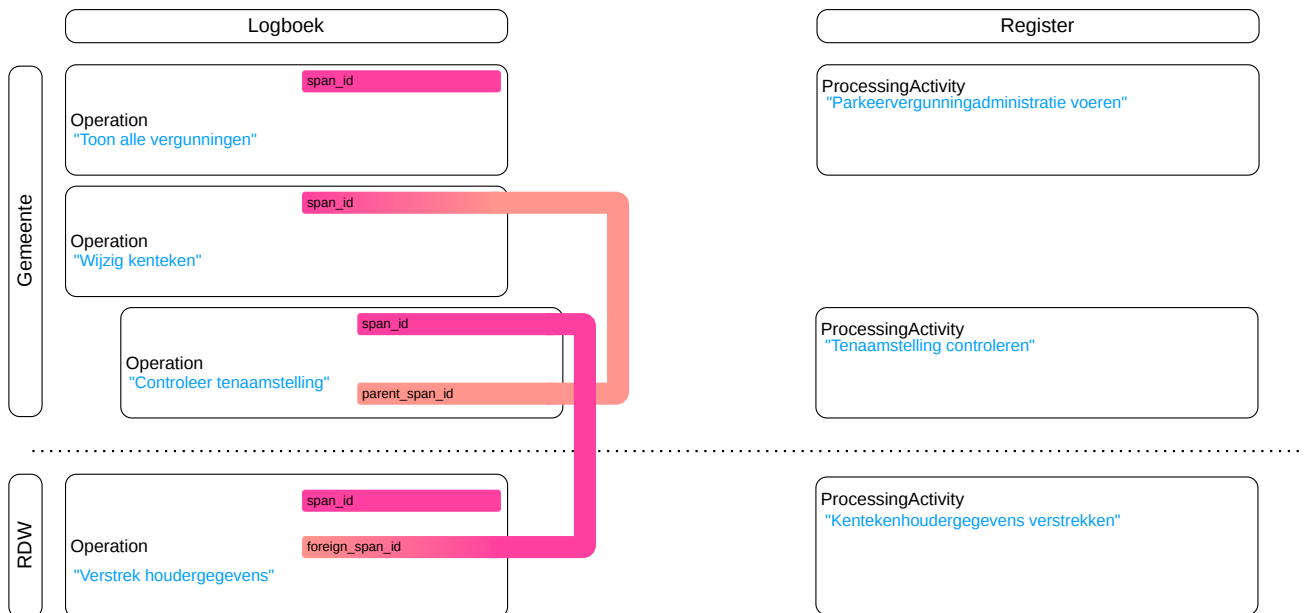 Logboek
Register
Gemeente
span_id
Operation
"Toon alle vergunningen"
ProcessingActivity
"Parkeervergunningadministratie voeren"
span_id
Operation
"Wijzig kenteken"
span_id
Operation
"Controleer tenaamstelling"
parent_span_id
ProcessingActivity
"Tenaamstelling controleren"
RDW
span_id
Operation
foreign_span_id
"Verstrek houdergegevens"
ProcessingActivity
"Kentekenhoudergegevens verstrekken"